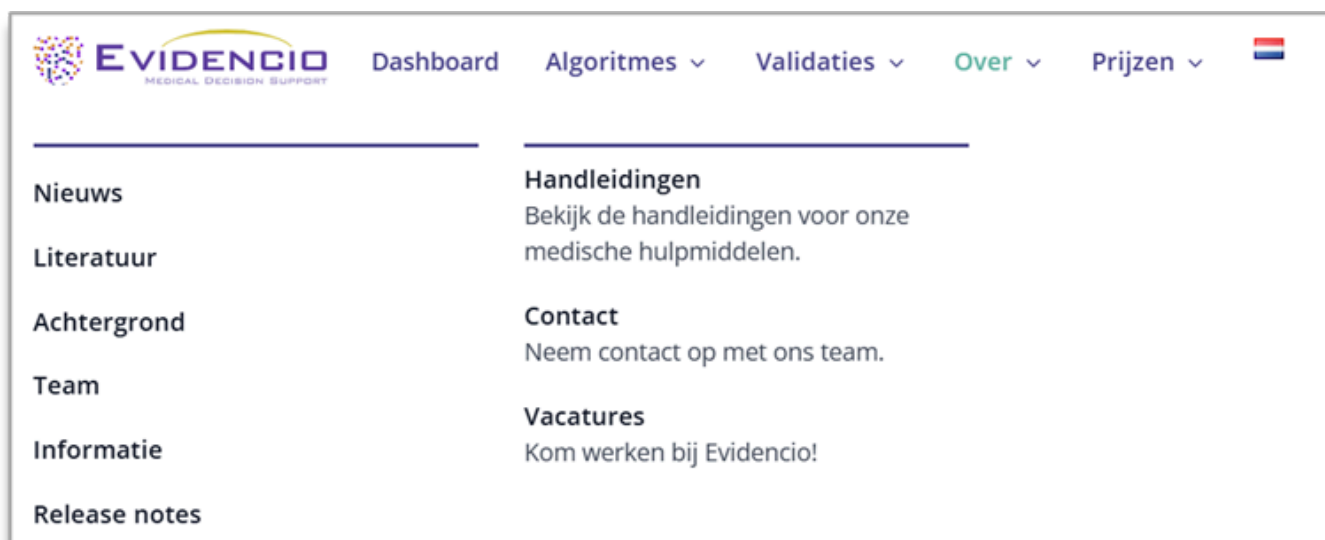 EVIDENCIO
MEDICAL DECISION SUPPORT
Dashboard Algoritmes Validaties Over Prijzen
Nieuws
Literatuur
Achtergrond
Team
Informatie
Release notes
Handleidingen
Bekijk de handleidingen voor onze
medische hulpmiddelen.
Contact
Neem contact op met ons team.
Vacatures
Kom werken bij Evidencio!